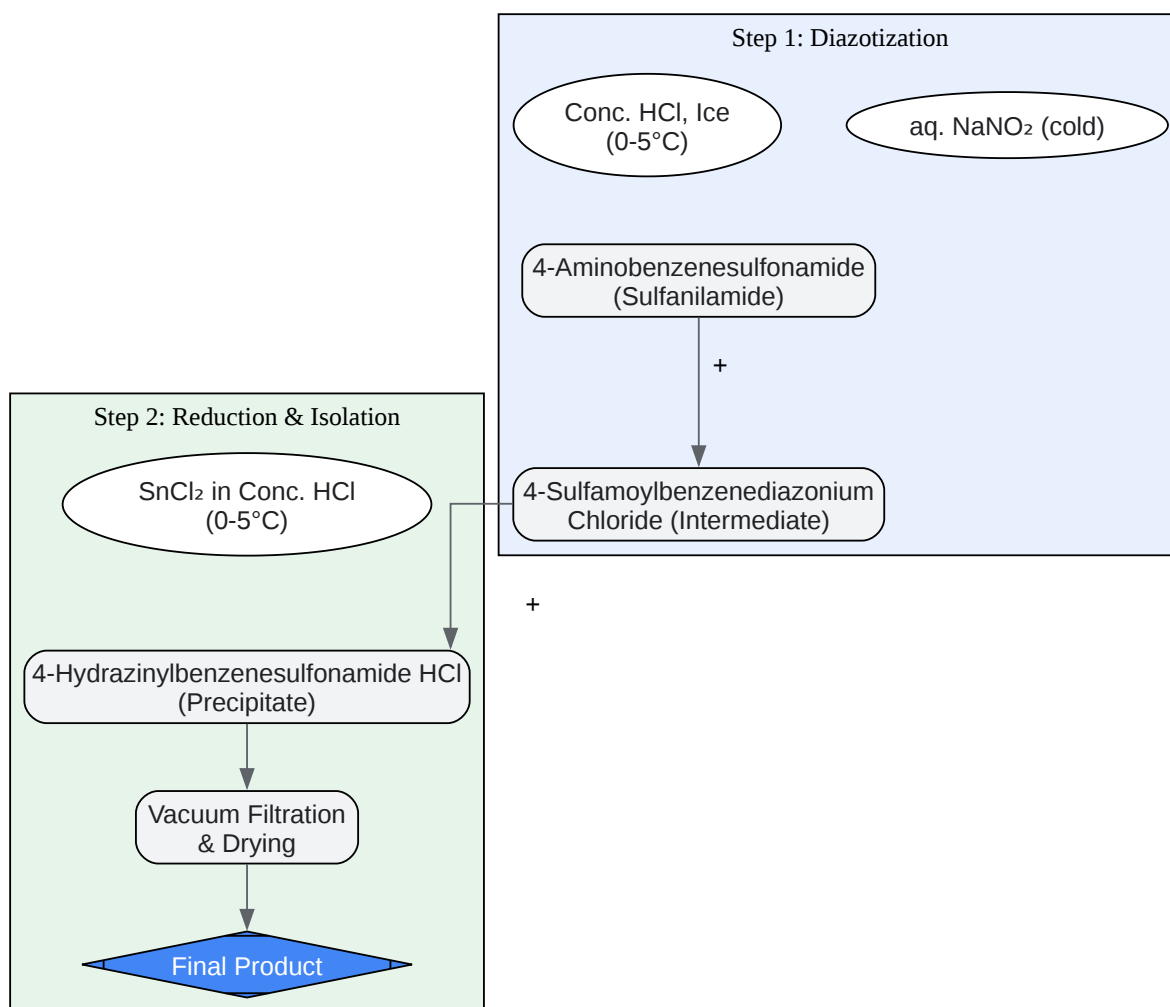 Step 1: Diazotization
Conc. HCl, Ice
(0-5°C)
aq. NaNO₂ (cold)
4-Aminobenzenesulfonamide
(Sulfanilamide)
+
4-Sulfamoylbenzenediazonium
Chloride (Intermediate)
+
Step 2: Reduction & Isolation
SnCl₂ in Conc. HCl
(0-5°C)
4-Hydrazinylbenzenesulfonamide HCl
(Precipitate)
Vacuum Filtration
& Drying
Final Product